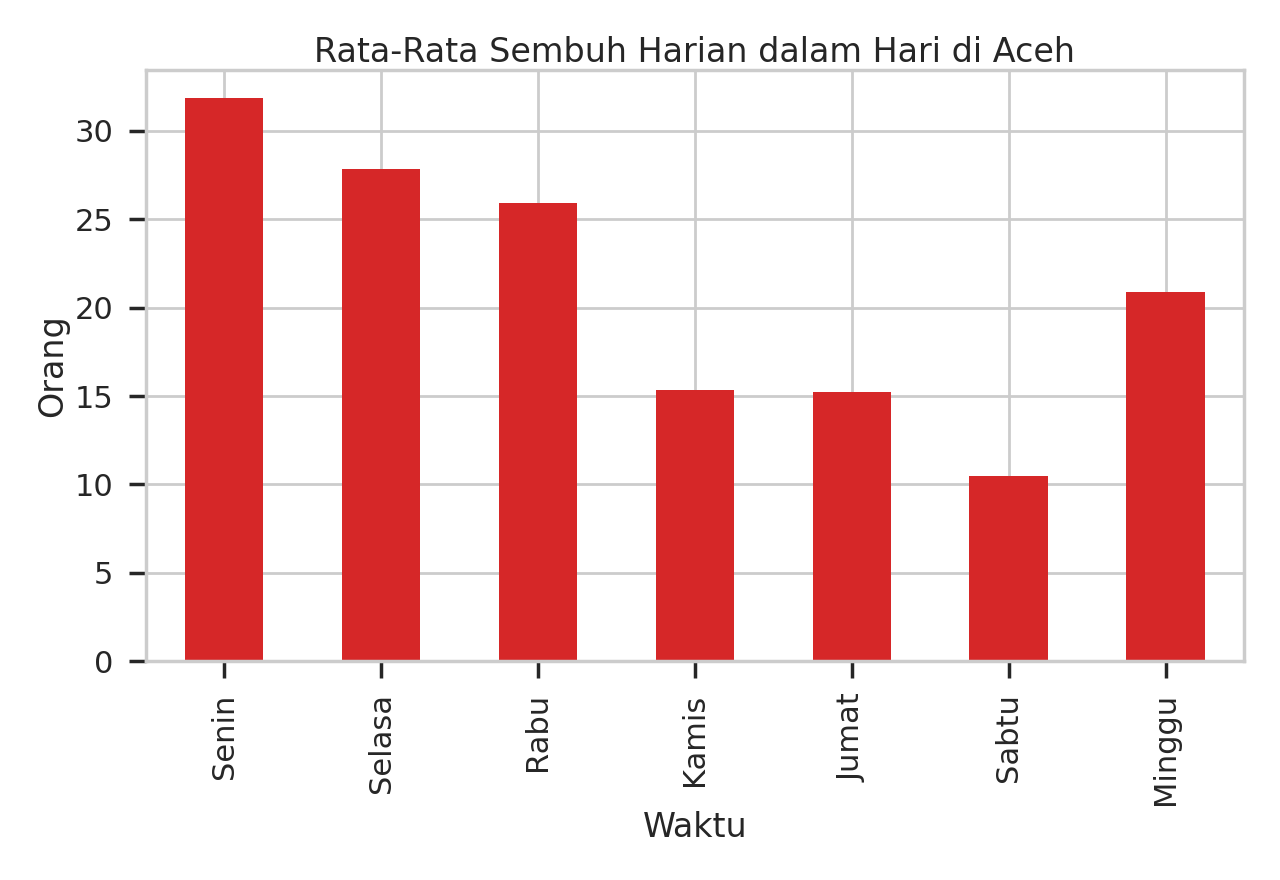 Rata-Rata Sembuh Harian dalam Hari di Aceh
Orang
30
25
20
15
10
5
0
Senin
Selasa
Rabu
Kamis
Jumat
Sabtu
Minggu
Waktu